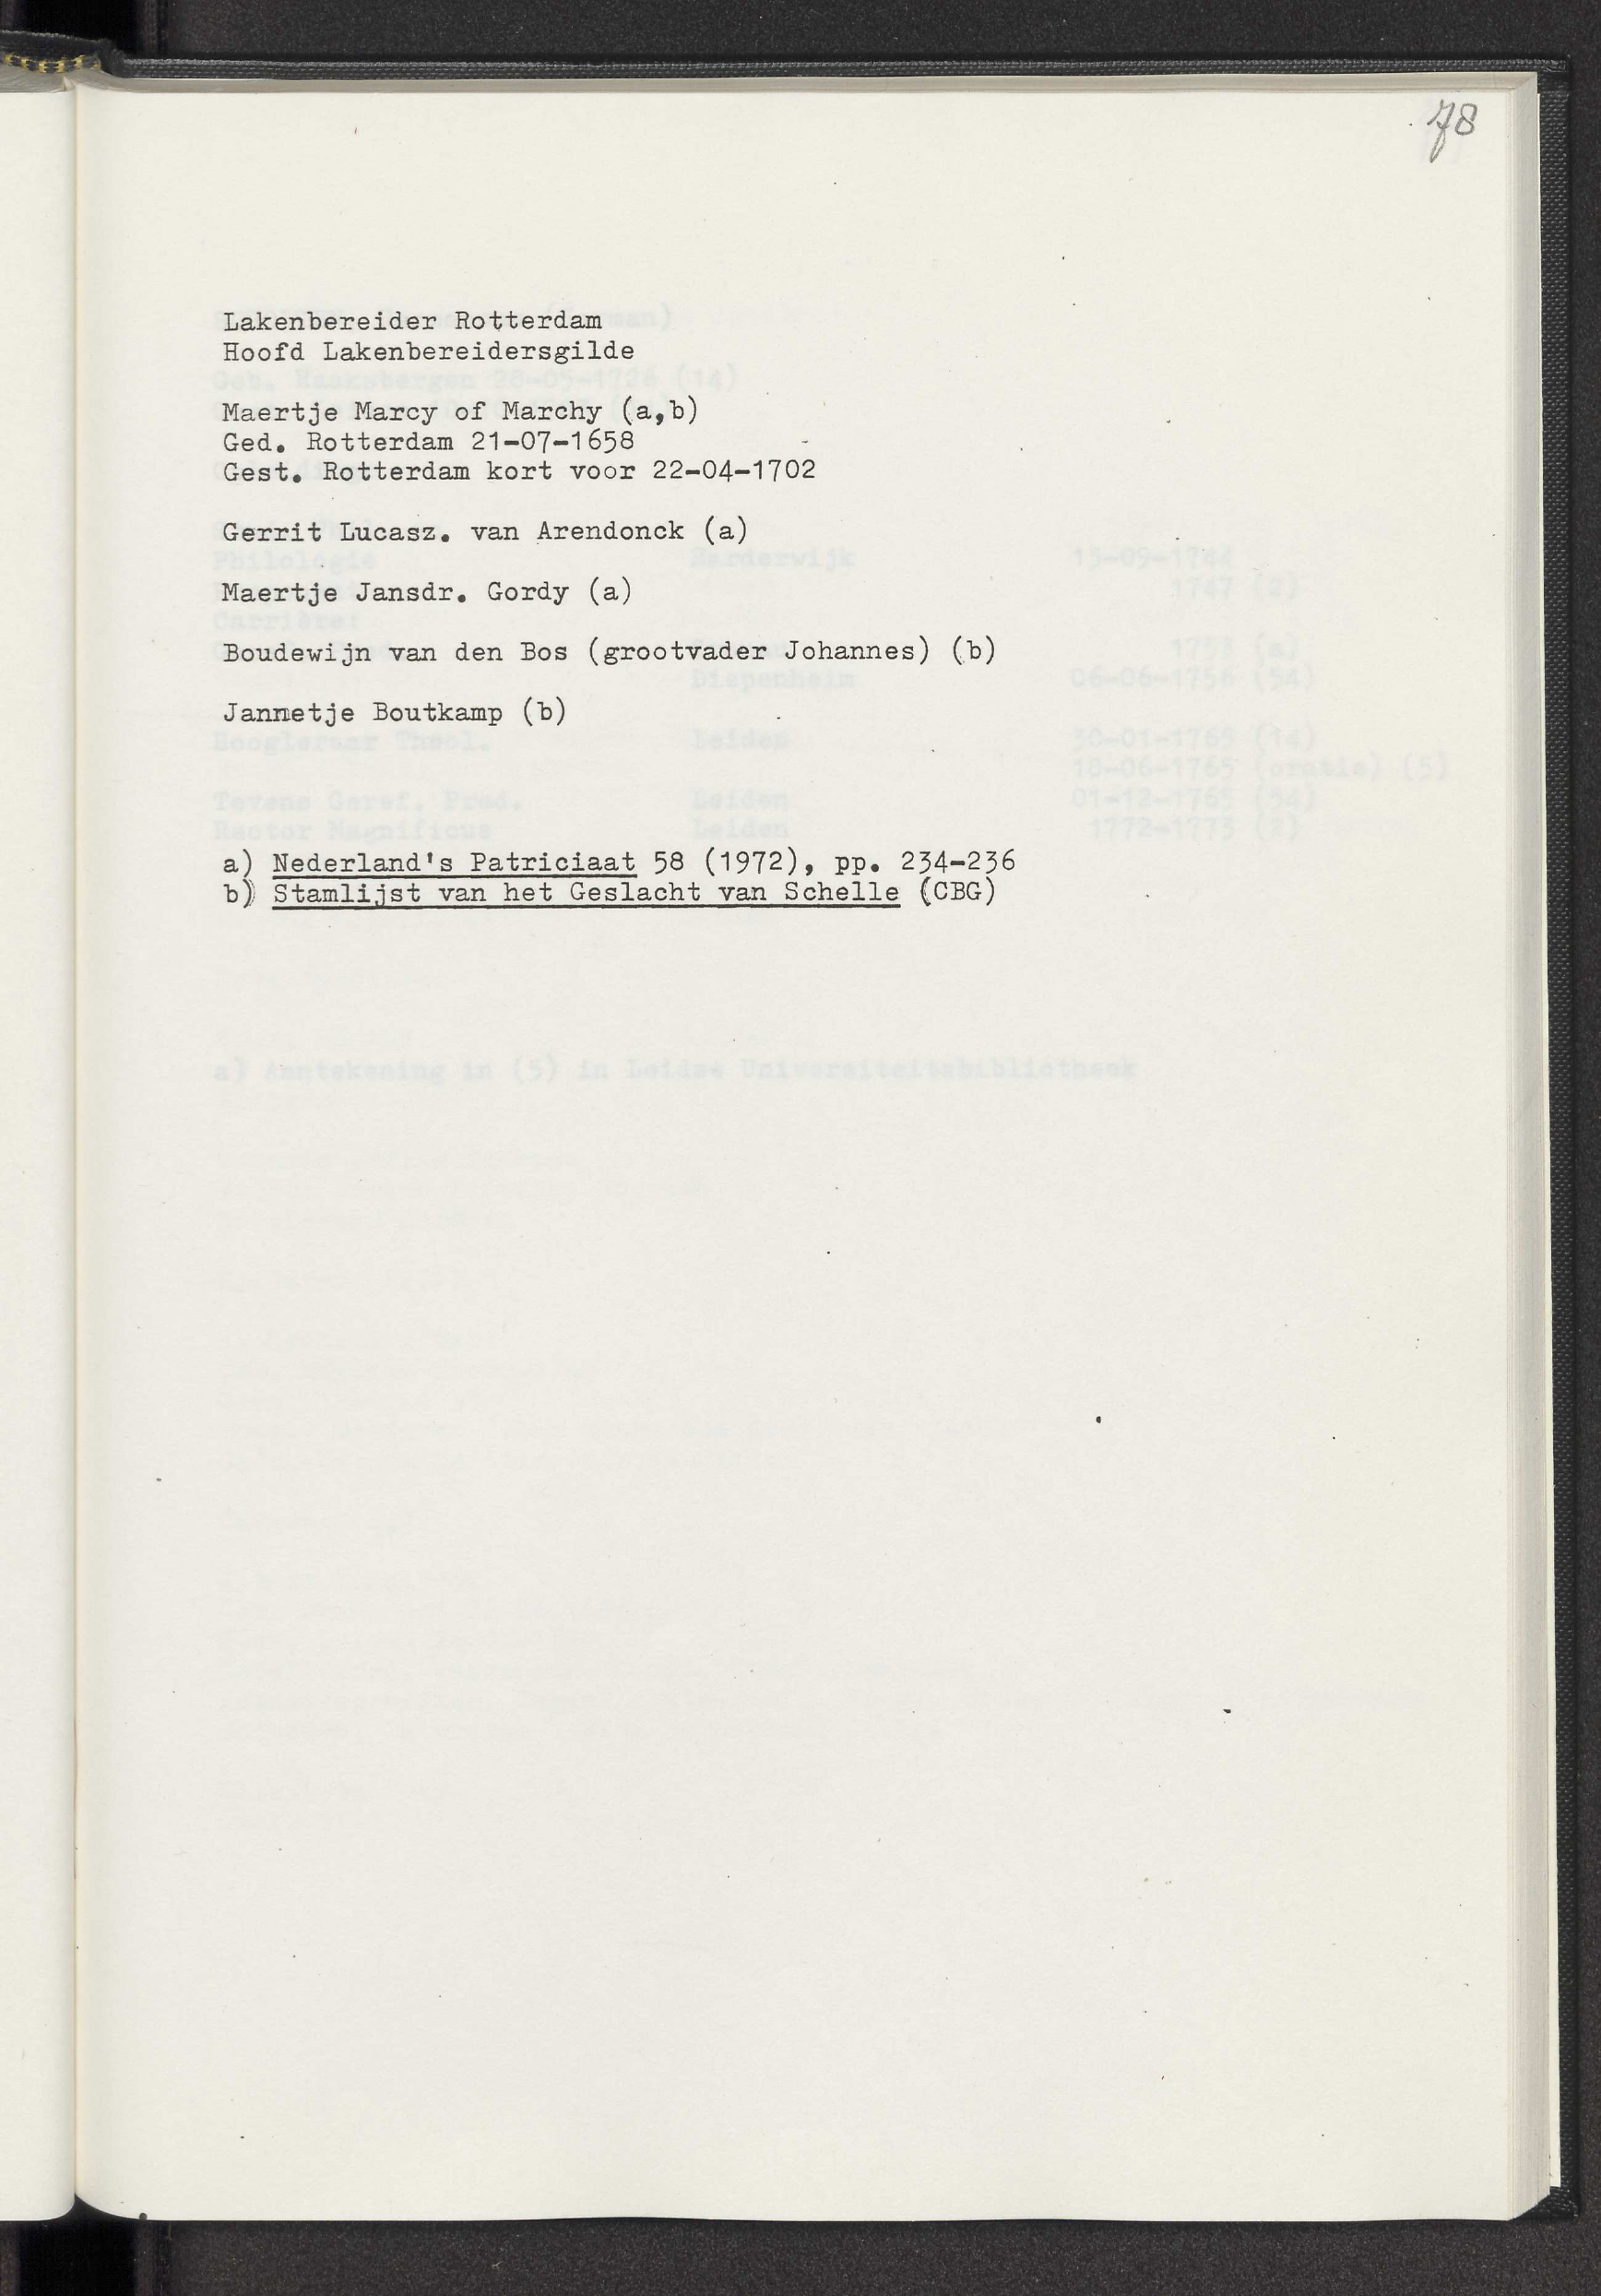 78
Lakenbereider Rotterdam
Hoofd Lakenbereidersgilde
Maertje Marcy of Marchy (a,b)
Ged. Rotterdam 21-07-1658
Gest. Rotterdam kort voor 22-04-1702
Gerrit Lucasz. van Arendonck (a)
Maertje Jansdr. Gordy (a)
Boudewijn van den Bos (grootvader Johannes) (b)
Jannetje Boutkamp (b)
a) Nederland's Patriciaat 58 (1972), pp. 234-236
b) Stamlijst van het Geslacht van Schelle (CBG)